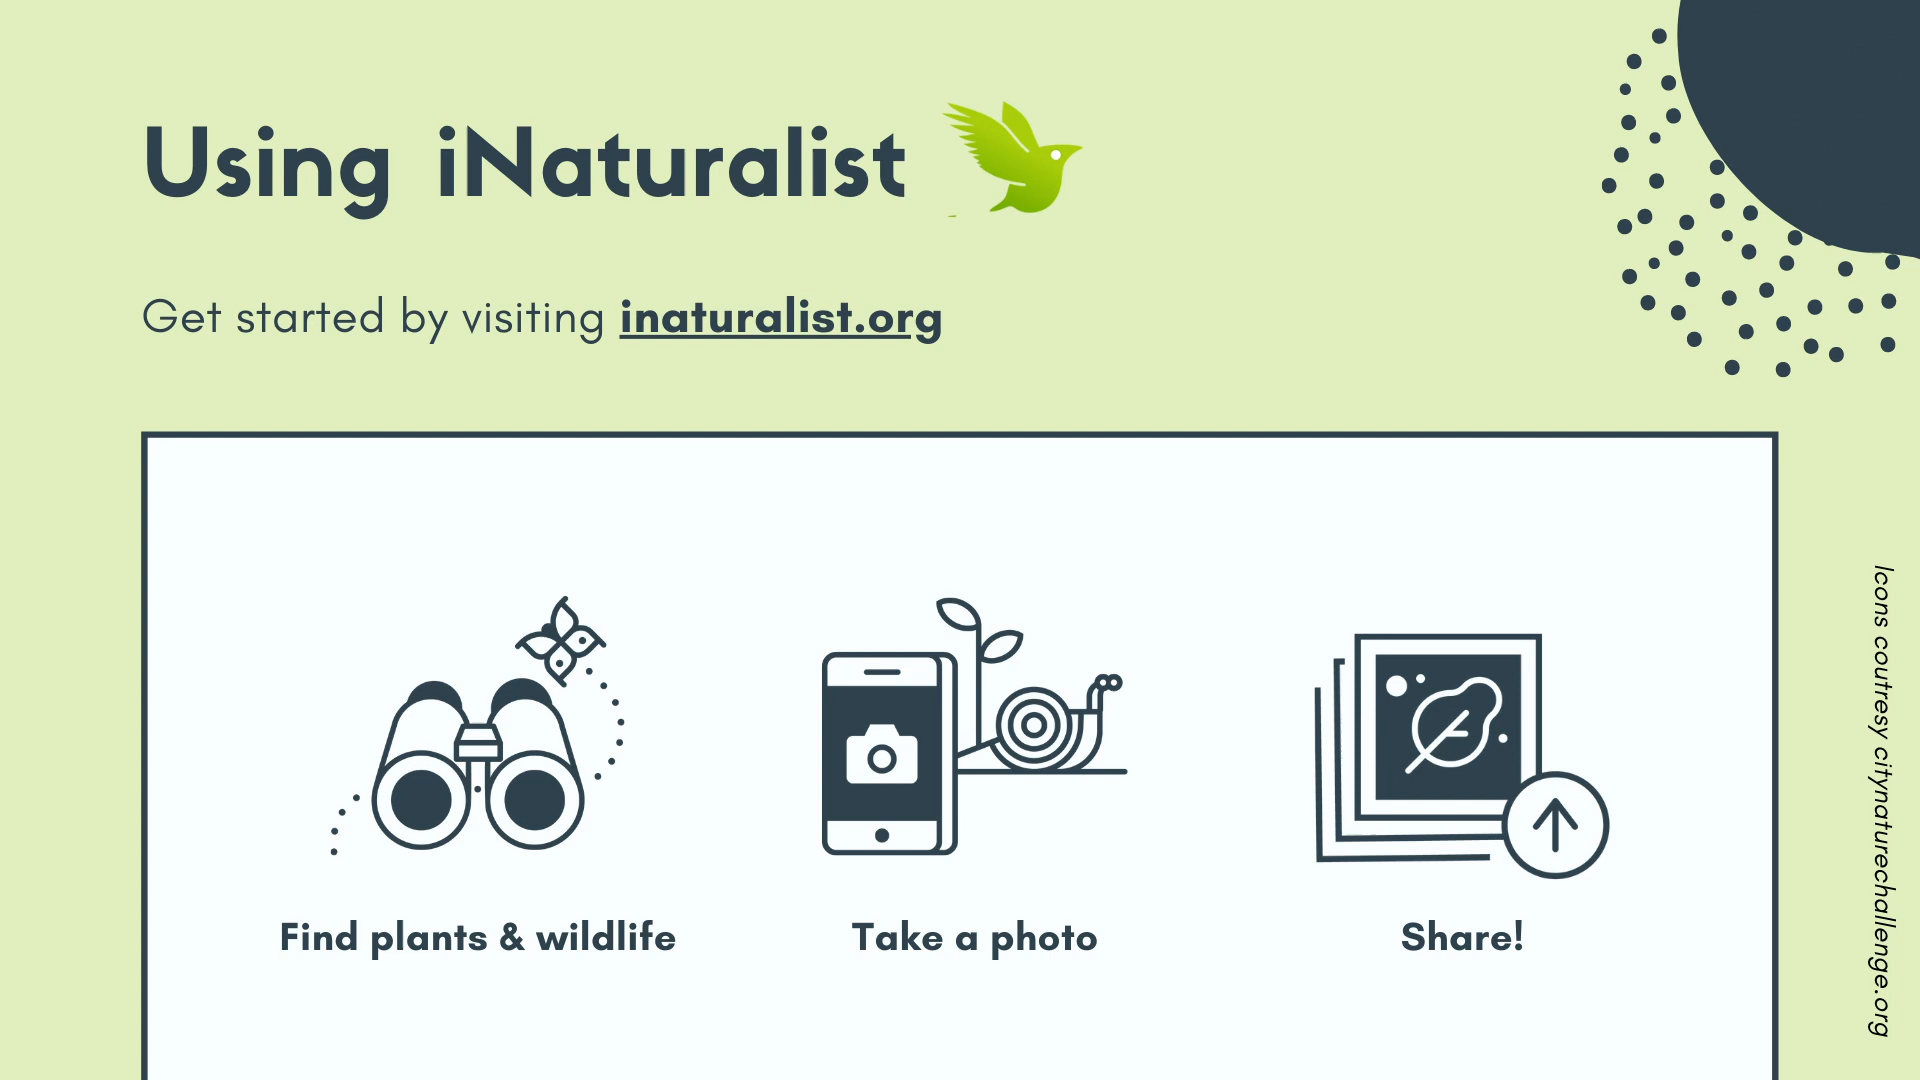 Using iNaturalist
Get started by visiting inaturalist.org
Find plants & wildlife
Take a photo
Share!
Icons coutresy citynaturechallenge.org